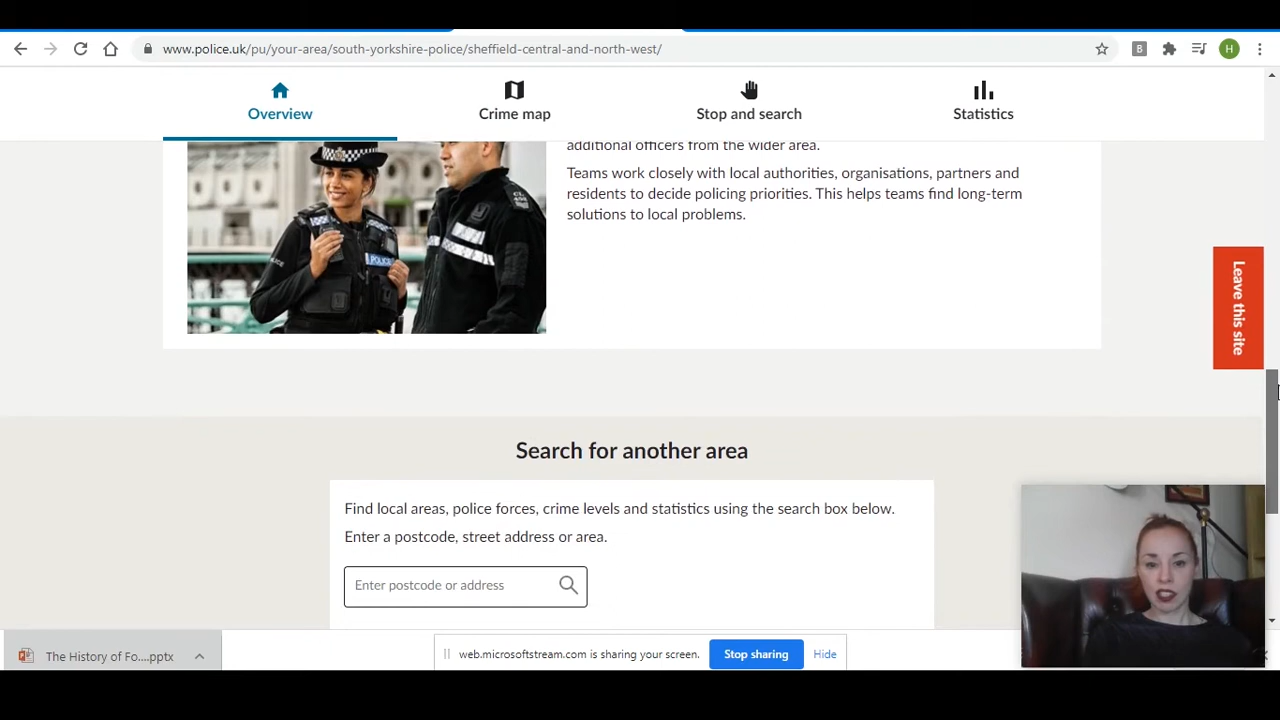 www.police.uk/pu/your-area/south-yorkshire-police/sheffield-central-and-north-west/
B
H
Overview
Crime map
Stop and search
Statistics
additional officers from the wider area.
Teams work closely with local authorities, organisations, partners and
residents to decide policing priorities. This helps teams find long-term
solutions to local problems.
POLICE
Leave this site
Search for another area
Find local areas, police forces, crime levels and statistics using the search box below.
Enter a postcode, street address or area.
Enter postcode or address
The History of Fo....pptx
web.microsoftstream.com is sharing your screen.
Stop sharing
Hide